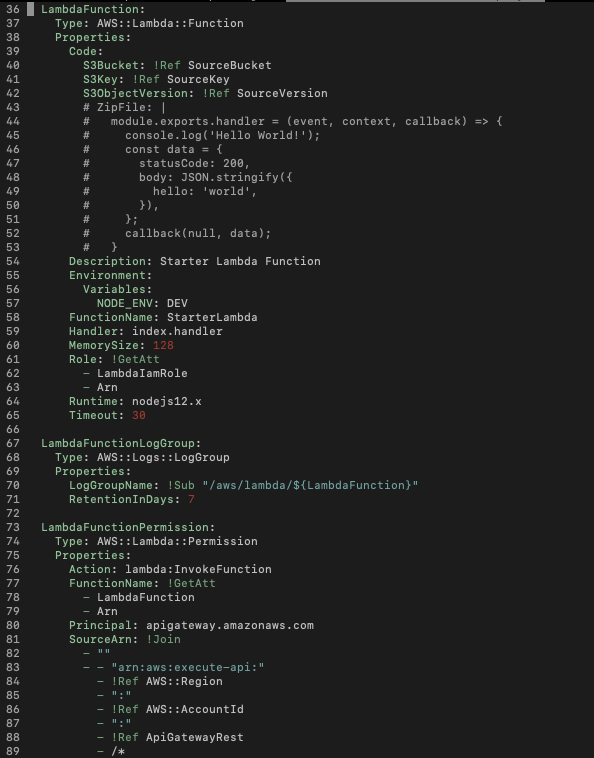 36 LambdaFunction:
37   Type: AWS::Lambda::Function
38   Properties:
39     Code:
40       S3Bucket: !Ref SourceBucket
41       S3Key: !Ref SourceKey
42       S3ObjectVersion: !Ref SourceVersion
43       # ZipFile: |
44       #   module.exports.handler = (event, context, callback) => {
45       #     console.log('Hello World!');
46       #     const data = {
47       #       statusCode: 200,
48       #       body: JSON.stringify({
49       #         hello: 'world',
50       #       }),
51       #     };
52       #     callback(null, data);
53       #   }
54     Description: Starter Lambda Function
55     Environment:
56       Variables:
57         NODE_ENV: DEV
58     FunctionName: StarterLambda
59     Handler: index.handler
60     MemorySize: 128
61     Role: !GetAtt
62       - LambdaIamRole
63       - Arn
64     Runtime: nodejs12.x
65     Timeout: 30
66
67 LambdaFunctionLogGroup:
68   Type: AWS::Logs::LogGroup
69   Properties:
70     LogGroupName: !Sub "/aws/lambda/${LambdaFunction}"
71     RetentionInDays: 7
72
73 LambdaFunctionPermission:
74   Type: AWS::Lambda::Permission
75   Properties:
76     Action: lambda:InvokeFunction
77     FunctionName: !GetAtt
78       - LambdaFunction
79       - Arn
80     Principal: apigateway.amazonaws.com
81     SourceArn: !Join
82       - ""
83       - - "arn:aws:execute-api:"
84         - !Ref AWS::Region
85         - ":"
86         - !Ref AWS::AccountId
87         - ":"
88         - !Ref ApiGatewayRest
89         - /*